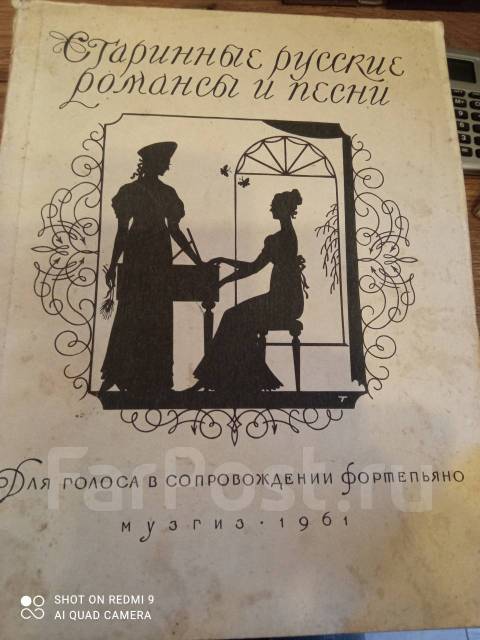 Старинные русские
романсы и песни
Т
Для голоса в сопровождении фортепьяно
FarPost.ru
музгиз · 1961
SHOT ON REDMI 9
AI QUAD CAMERA